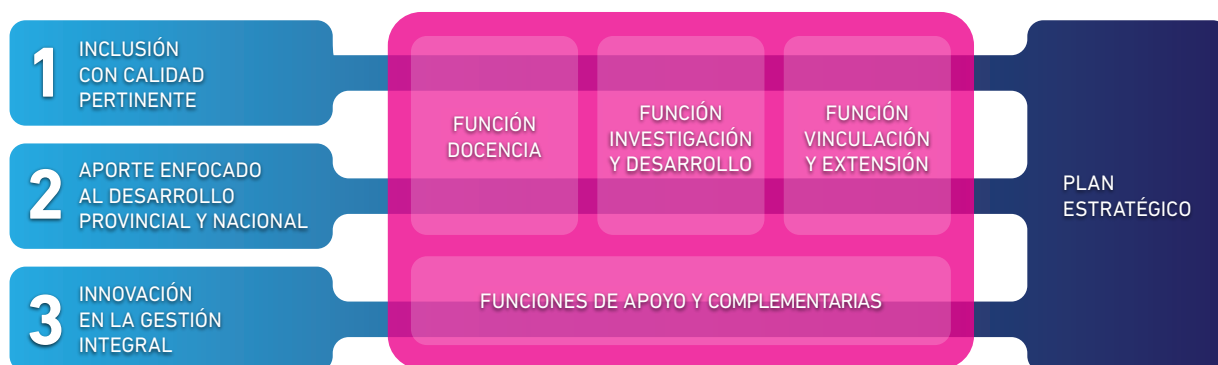 1
INCLUSIÓN
CON CALIDAD
PERTINENTE
2
APORTE ENFOCADO
AL DESARROLLO
PROVINCIAL Y NACIONAL
3
INNOVACIÓN
EN LA GESTIÓN
INTEGRAL
FUNCIÓN
DOCENCIA
FUNCIÓN
INVESTIGACIÓN
Y DESARROLLO
FUNCIÓN
VINCULACIÓN
Y EXTENSIÓN
FUNCIONES DE APOYO Y COMPLEMENTARIAS
PLAN
ESTRATÉGICO